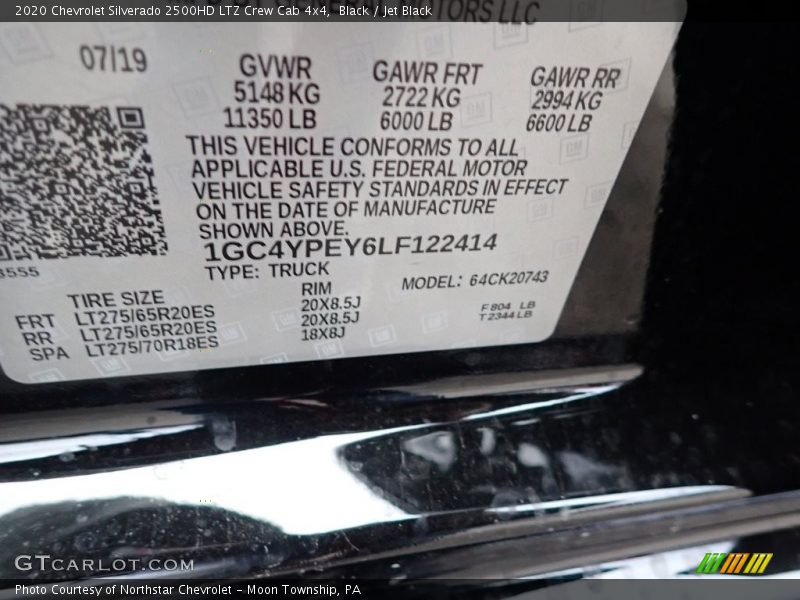 2020 Chevrolet Silverado 2500HD LTZ Crew Cab 4x4, Black / Jet Black
GENERAL MOTORS LLC
07/19
GVWR
5148 KG
11350 LB
GAWR FRT
2722 KG
6000 LB
GAWR RR
2994 KG
6600 LB
THIS VEHICLE CONFORMS TO ALL
APPLICABLE U.S. FEDERAL MOTOR
VEHICLE SAFETY STANDARDS IN EFFECT
ON THE DATE OF MANUFACTURE
SHOWN ABOVE.
1GC4YPEY6LF122414
TYPE: TRUCK
MODEL: 64CK20743
3555
TIRE SIZE RIM
FRT LT275/65R20ES 20X8.5J
RR LT275/65R20ES 20X8.5J
SPA LT275/70R18ES 18X8J
F 804 LB
T 2344 LB
GTCARLOT.COM
Photo Courtesy of Northstar Chevrolet - Moon Township, PA